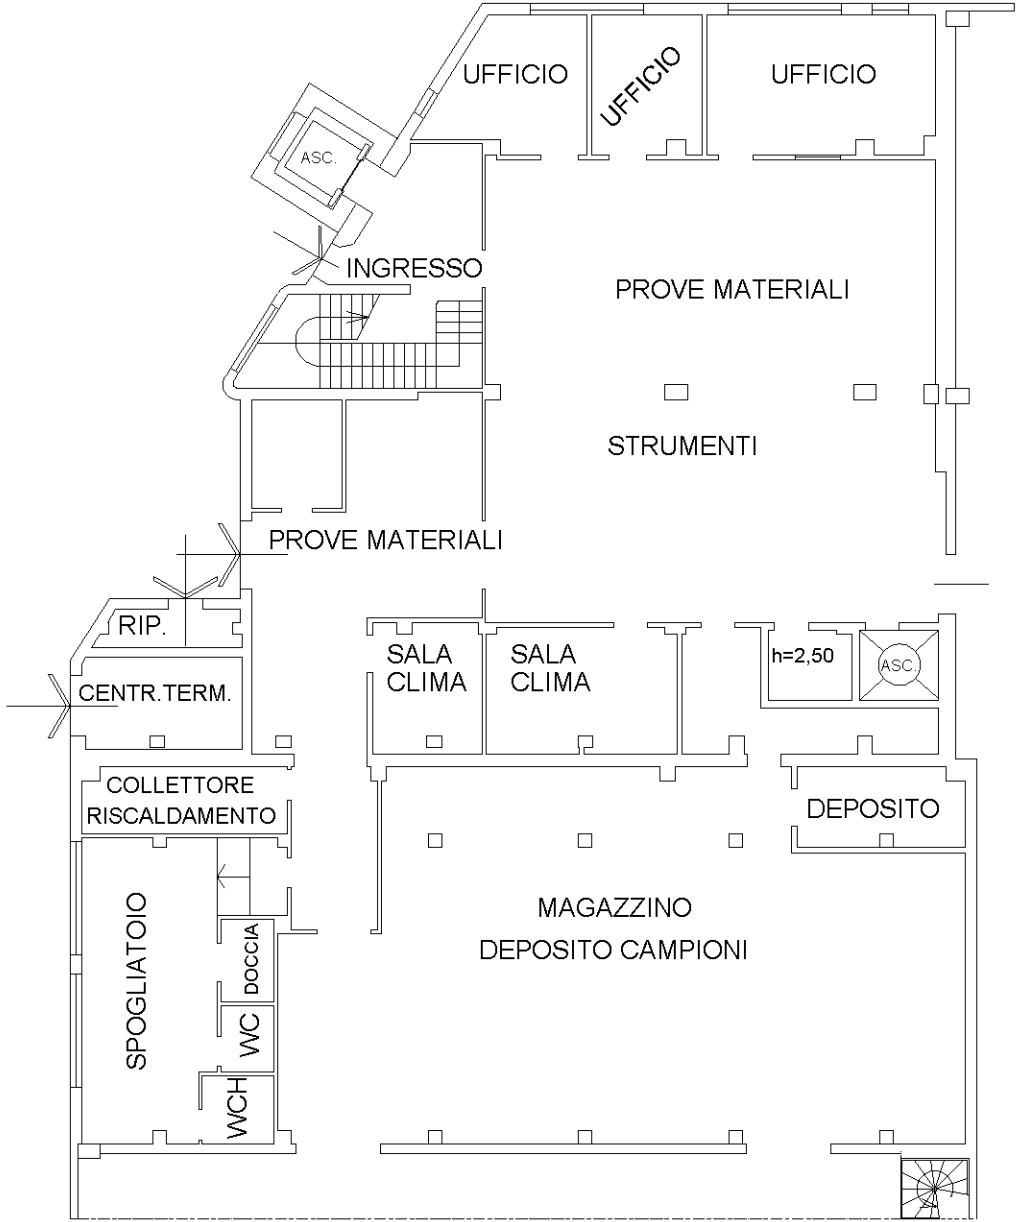 UFFICIO
UFFICIO
UFFICIO
ASC.
INGRESSO
PROVE MATERIALI
STRUMENTI
PROVE MATERIALI
RIP.
SALA
CLIMA
SALA
CLIMA
h=2,50
ASC.
CENTR.TERM.
COLLETTORE
RISCALDAMENTO
DEPOSITO
MAGAZZINO
DEPOSITO CAMPIONI
SPOGLIATOIO
DOCCIA
WC
WCH